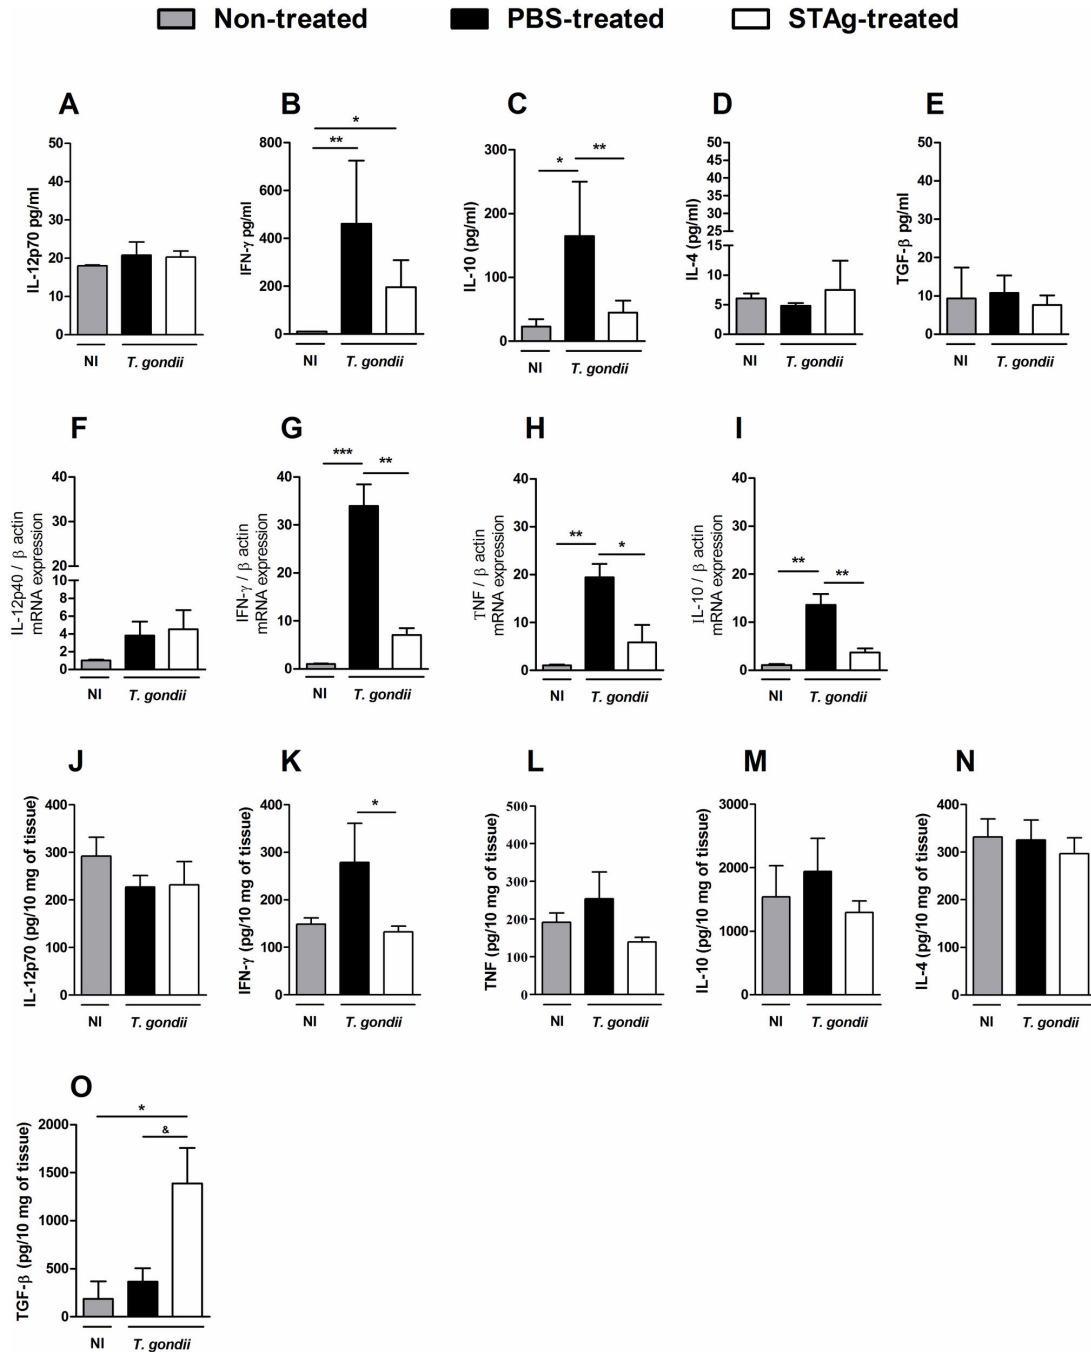 Non-treated PBS-treated STAg-treated
A
IL-12p70 pg/ml
50
40
30
20
10
0
NI T. gondii
B
IFN-γ pg/ml
*
**
800
600
400
200
0
NI T. gondii
C
IL-10 (pg/ml)
* **
300
200
100
0
NI T. gondii
D
IL-4 (pg/ml)
50
45
40
35
30
25
15
10
5
0
NI T. gondii
E
TGF-β pg/ml
50
40
30
20
10
0
NI T. gondii
F
IL-12p40 / β actin
mRNA expression
40
30
20
8
6
4
2
0
NI T. gondii
G
IFN-γ / β actin
mRNA expression
*** **
40
30
20
10
0
NI T. gondii
H
TNF / β actin
mRNA expression
** *
40
30
20
10
0
NI T. gondii
I
IL-10 / β actin
mRNA expression
** **
40
30
20
10
0
NI T. gondii
J
IL-12p70 (pg/10 mg of tissue)
400
300
200
100
0
NI T. gondii
K
IFN-γ (pg/10 mg of tissue)
*
400
300
200
100
0
NI T. gondii
L
TNF (pg/10 mg of tissue)
500
400
300
200
100
0
NI T. gondii
M
IL-10 (pg/10 mg of tissue)
3000
2000
1000
0
NI T. gondii
N
IL-4 (pg/10 mg of tissue)
400
300
200
100
0
NI T. gondii
O
TGF-β (pg/10 mg of tissue)
*
&
2000
1500
1000
500
0
NI T. gondii